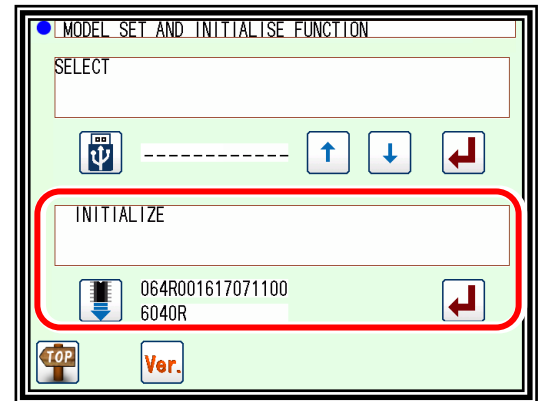 MODEL SET AND INITIALISE FUNCTION
SELECT
------------
INITIALIZE
064R001617071100
6040R
TOP
Ver.